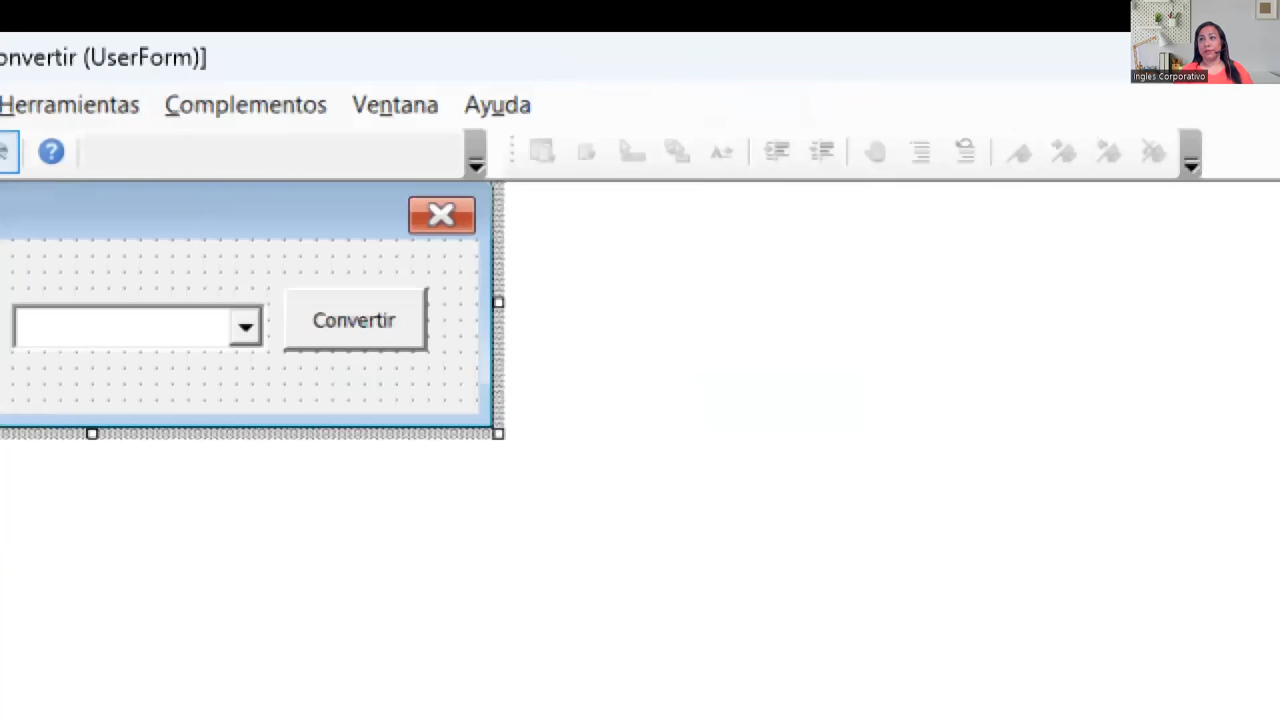 onvertir (UserForm)]
Herramientas Complementos Ventana Ayuda
Convertir
Ingles Corporativo